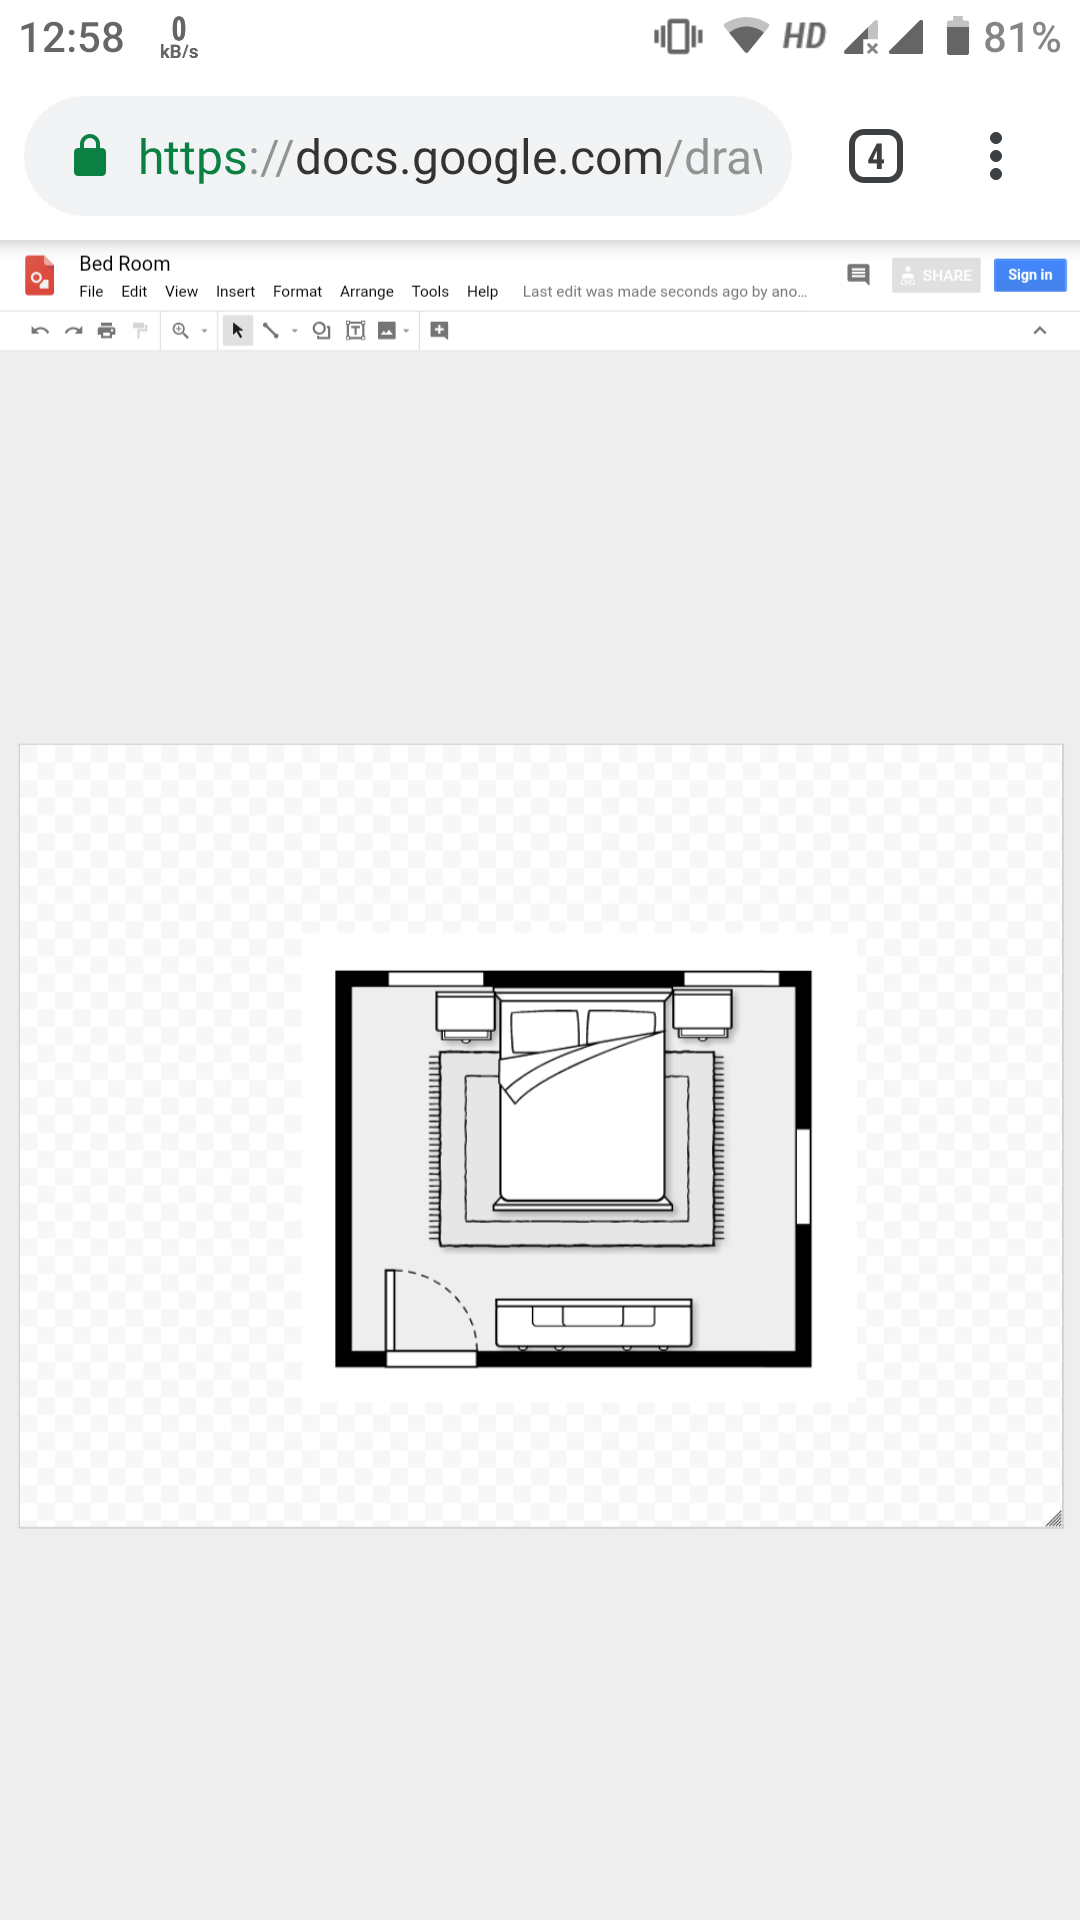 12:58 0 kB/s HD 81%
https://docs.google.com/drav 4
Bed Room
File Edit View Insert Format Arrange Tools Help Last edit was made seconds ago by ano...
SHARE Sign in